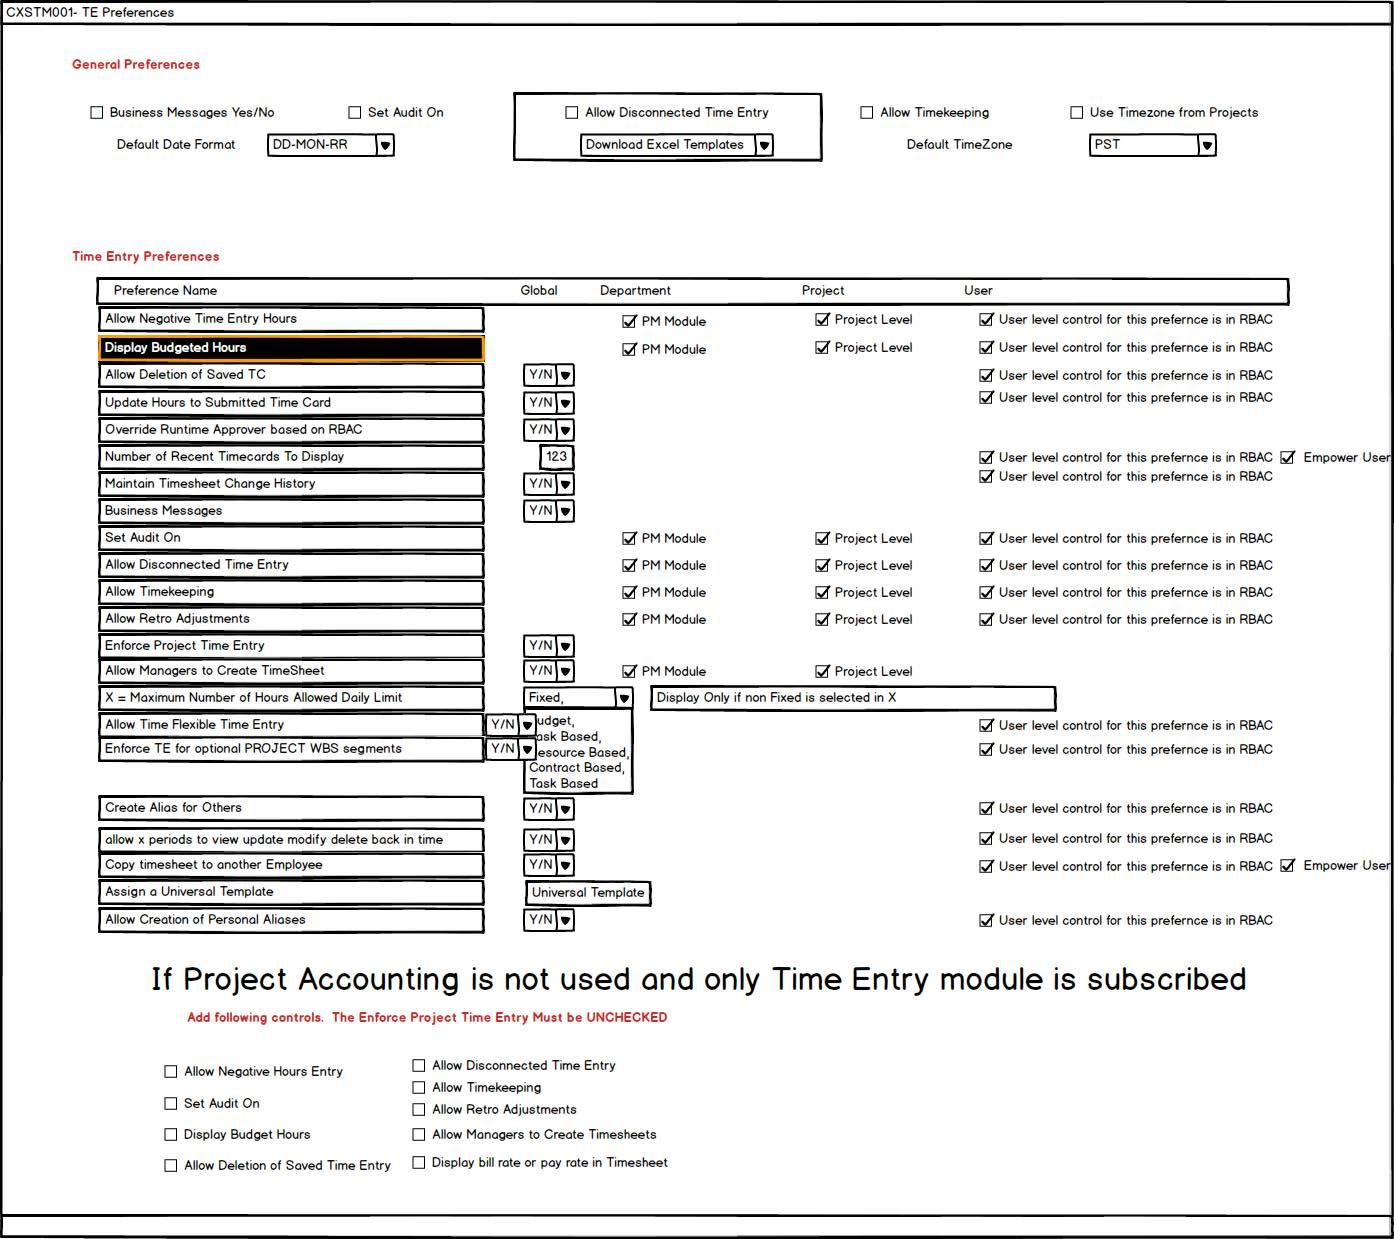 CXSTM001- TE Preferences
General Preferences
Business Messages Yes/No Set Audit On Allow Disconnected Time Entry Allow Timekeeping Use Timezone from Projects
Default Date Format DD-MON-RR Download Excel Templates Default TimeZone PST
Time Entry Preferences
Preference Name Global Department Project User
Allow Negative Time Entry Hours PM Module Project Level User level control for this prefernce is in RBAC
Display Budgeted Hours PM Module Project Level User level control for this prefernce is in RBAC
Allow Deletion of Saved TC Y/N User level control for this prefernce is in RBAC
Update Hours to Submitted Time Card Y/N User level control for this prefernce is in RBAC
Override Runtime Approver based on RBAC Y/N
Number of Recent Timecards To Display 123 User level control for this prefernce is in RBAC Empower User
Maintain Timesheet Change History Y/N User level control for this prefernce is in RBAC
Business Messages Y/N
Set Audit On PM Module Project Level User level control for this prefernce is in RBAC
Allow Disconnected Time Entry PM Module Project Level User level control for this prefernce is in RBAC
Allow Timekeeping PM Module Project Level User level control for this prefernce is in RBAC
Allow Retro Adjustments PM Module Project Level User level control for this prefernce is in RBAC
Enforce Project Time Entry Y/N
Allow Managers to Create TimeSheet Y/N PM Module Project Level
X = Maximum Number of Hours Allowed Daily Limit Fixed, Display Only if non Fixed is selected in X
Allow Time Flexible Time Entry Y/N udget, User level control for this prefernce is in RBAC
ask Based,
Enforce TE for optional PROJECT WBS segments Y/N esource Based, User level control for this prefernce is in RBAC
Contract Based,
Task Based
Create Alias for Others Y/N User level control for this prefernce is in RBAC
allow x periods to view update modify delete back in time Y/N User level control for this prefernce is in RBAC
Copy timesheet to another Employee Y/N User level control for this prefernce is in RBAC Empower User
Assign a Universal Template Universal Template
Allow Creation of Personal Aliases Y/N User level control for this prefernce is in RBAC
If Project Accounting is not used and only Time Entry module is subscribed
Add following controls. The Enforce Project Time Entry Must be UNCHECKED
Allow Negative Hours Entry Allow Disconnected Time Entry
Allow Timekeeping
Set Audit On Allow Retro Adjustments
Display Budget Hours Allow Managers to Create Timesheets
Allow Deletion of Saved Time Entry Display bill rate or pay rate in Timesheet